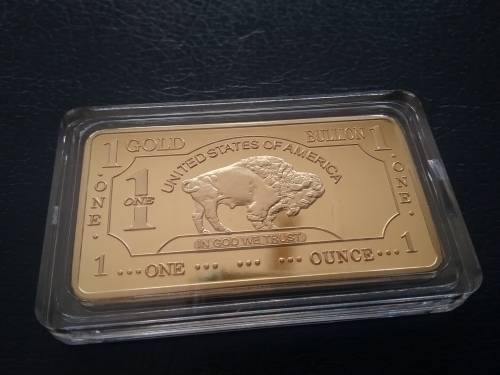 1 GOLD BULLION 1
UNITED STATES OF AMERICA
· ONE ·
1
ONE
· ONE ·
IN GOD WE TRUST
1 ...ONE ... ... ... OUNCE... 1